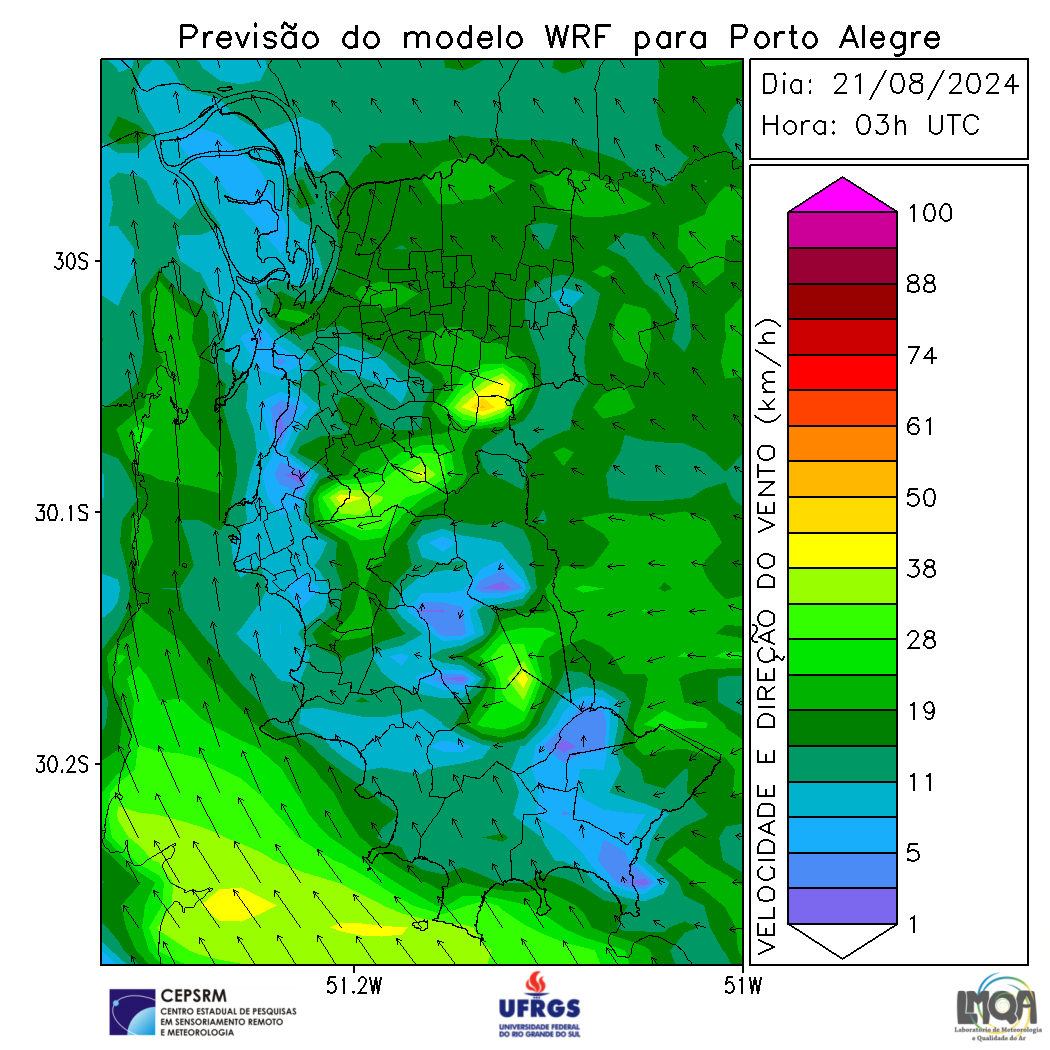 Previsão do modelo WRF para Porto Alegre
Dia: 21/08/2024
Hora: 03h UTC
30S
30.1S
30.2S
51.2W
51W
VELOCIDADE E DIREÇÃO DO VENTO (km/h)
100
88
74
61
50
38
28
19
11
5
1
CEPSRM
CENTRO ESTADUAL DE PESQUISAS
EM SENSORIAMENTO REMOTO
E METEOROLOGIA
UFRGS
UNIVERSIDADE FEDERAL
DO RIO GRANDE DO SUL
LMQA
Laboratório de Meteorologia
e Qualidade do Ar